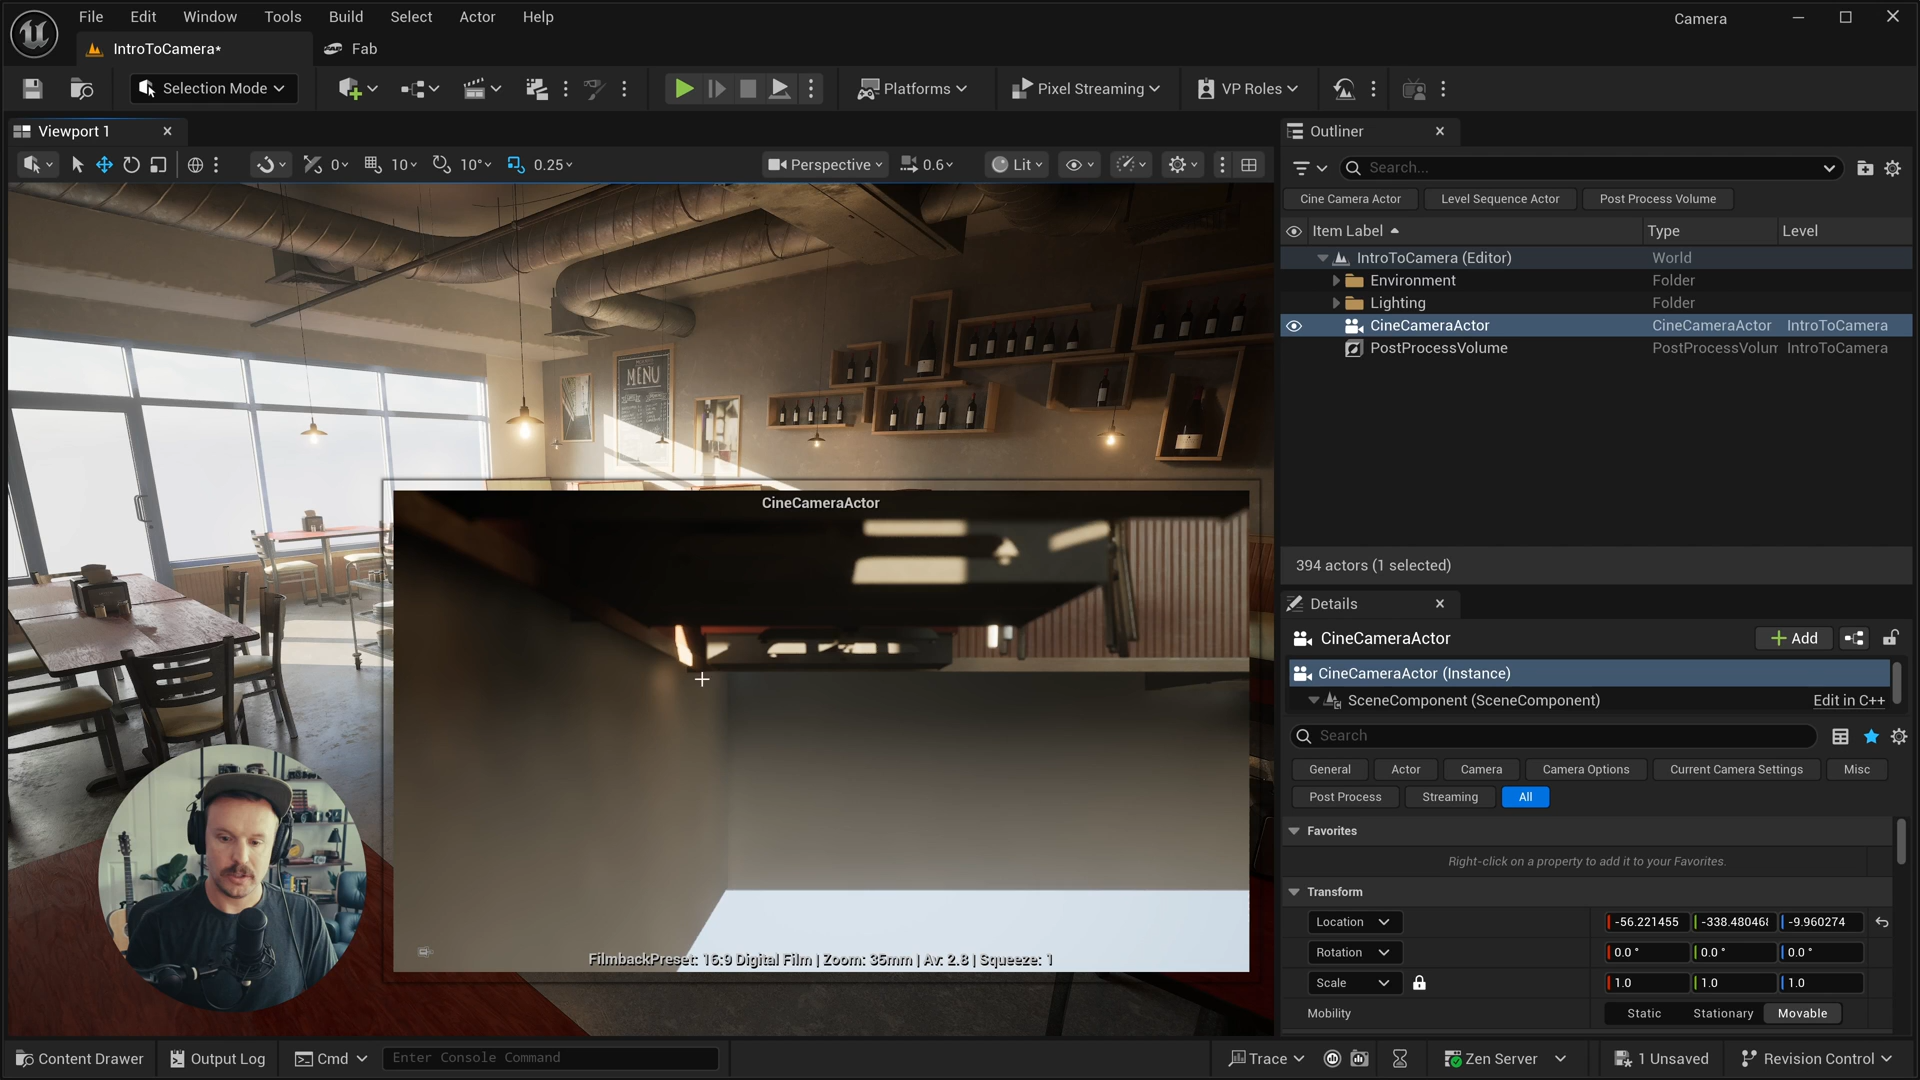 File Edit Window Tools Build Select Actor Help
Camera
IntroToCamera*
Fab
Selection Mode
Platforms
Pixel Streaming
VP Roles
Viewport 1
0
10
10°
0.25
Perspective
0.6
Lit
MENU
CineCameraActor
FilmbackPreset: 16:9 Digital Film | Zoom: 35mm | Av: 2.8 | Squeeze: 1
Outliner
Search...
Cine Camera Actor
Level Sequence Actor
Post Process Volume
Item Label Type Level
IntroToCamera (Editor) World
Environment Folder
Lighting Folder
CineCameraActor CineCameraActor IntroToCamera
PostProcessVolume PostProcessVolum IntroToCamera
394 actors (1 selected)
Details
CineCameraActor
Add
CineCameraActor (Instance)
SceneComponent (SceneComponent) Edit in C++
Search
General Actor Camera Camera Options Current Camera Settings Misc
Post Process Streaming All
Favorites
Right-click on a property to add it to your Favorites.
Transform
Location -56.221455 -338.480468 -9.960274
Rotation 0.0 ° 0.0 ° 0.0 °
Scale 1.0 1.0 1.0
Mobility Static Stationary Movable
Content Drawer
Output Log
Cmd
Enter Console Command
Trace
Zen Server
1 Unsaved
Revision Control